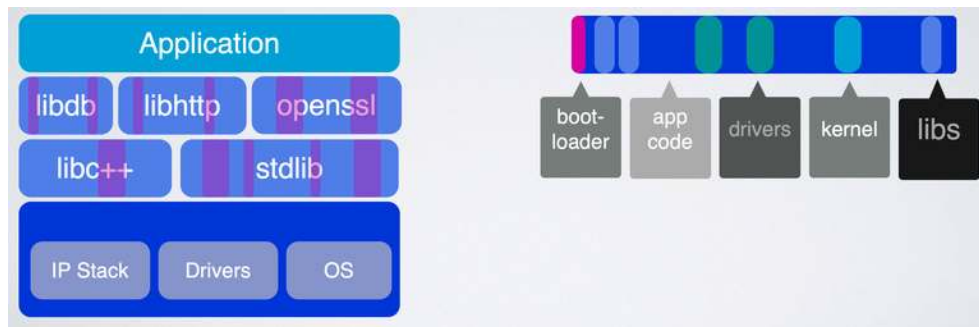 Application
libdb libhttp openssl
libc++ stdlib
IP Stack Drivers OS
boot-
loader
app
code
drivers
kernel
libs